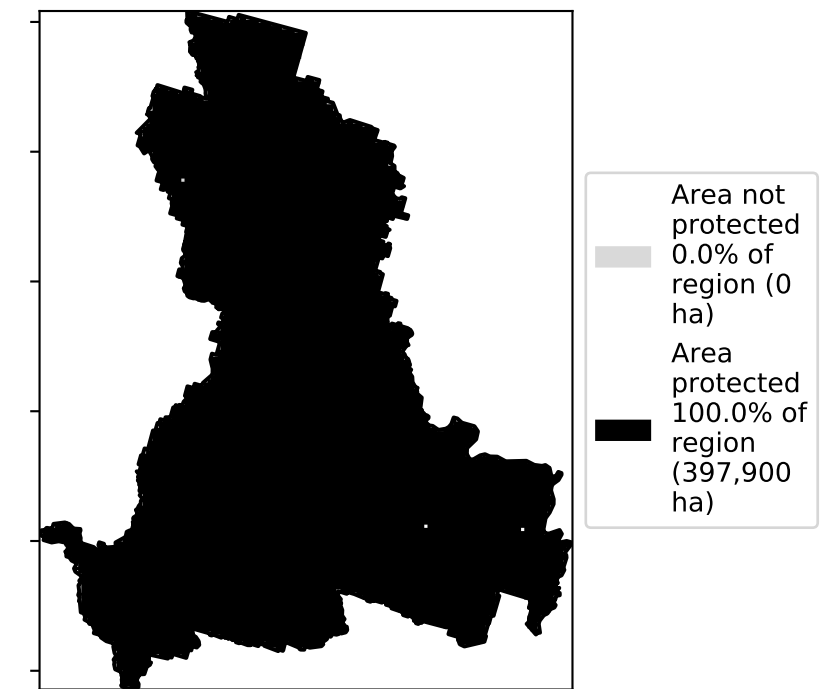 Area not
protected
0.0% of
region (0
ha)
Area
protected
100.0% of
region
(397,900
ha)